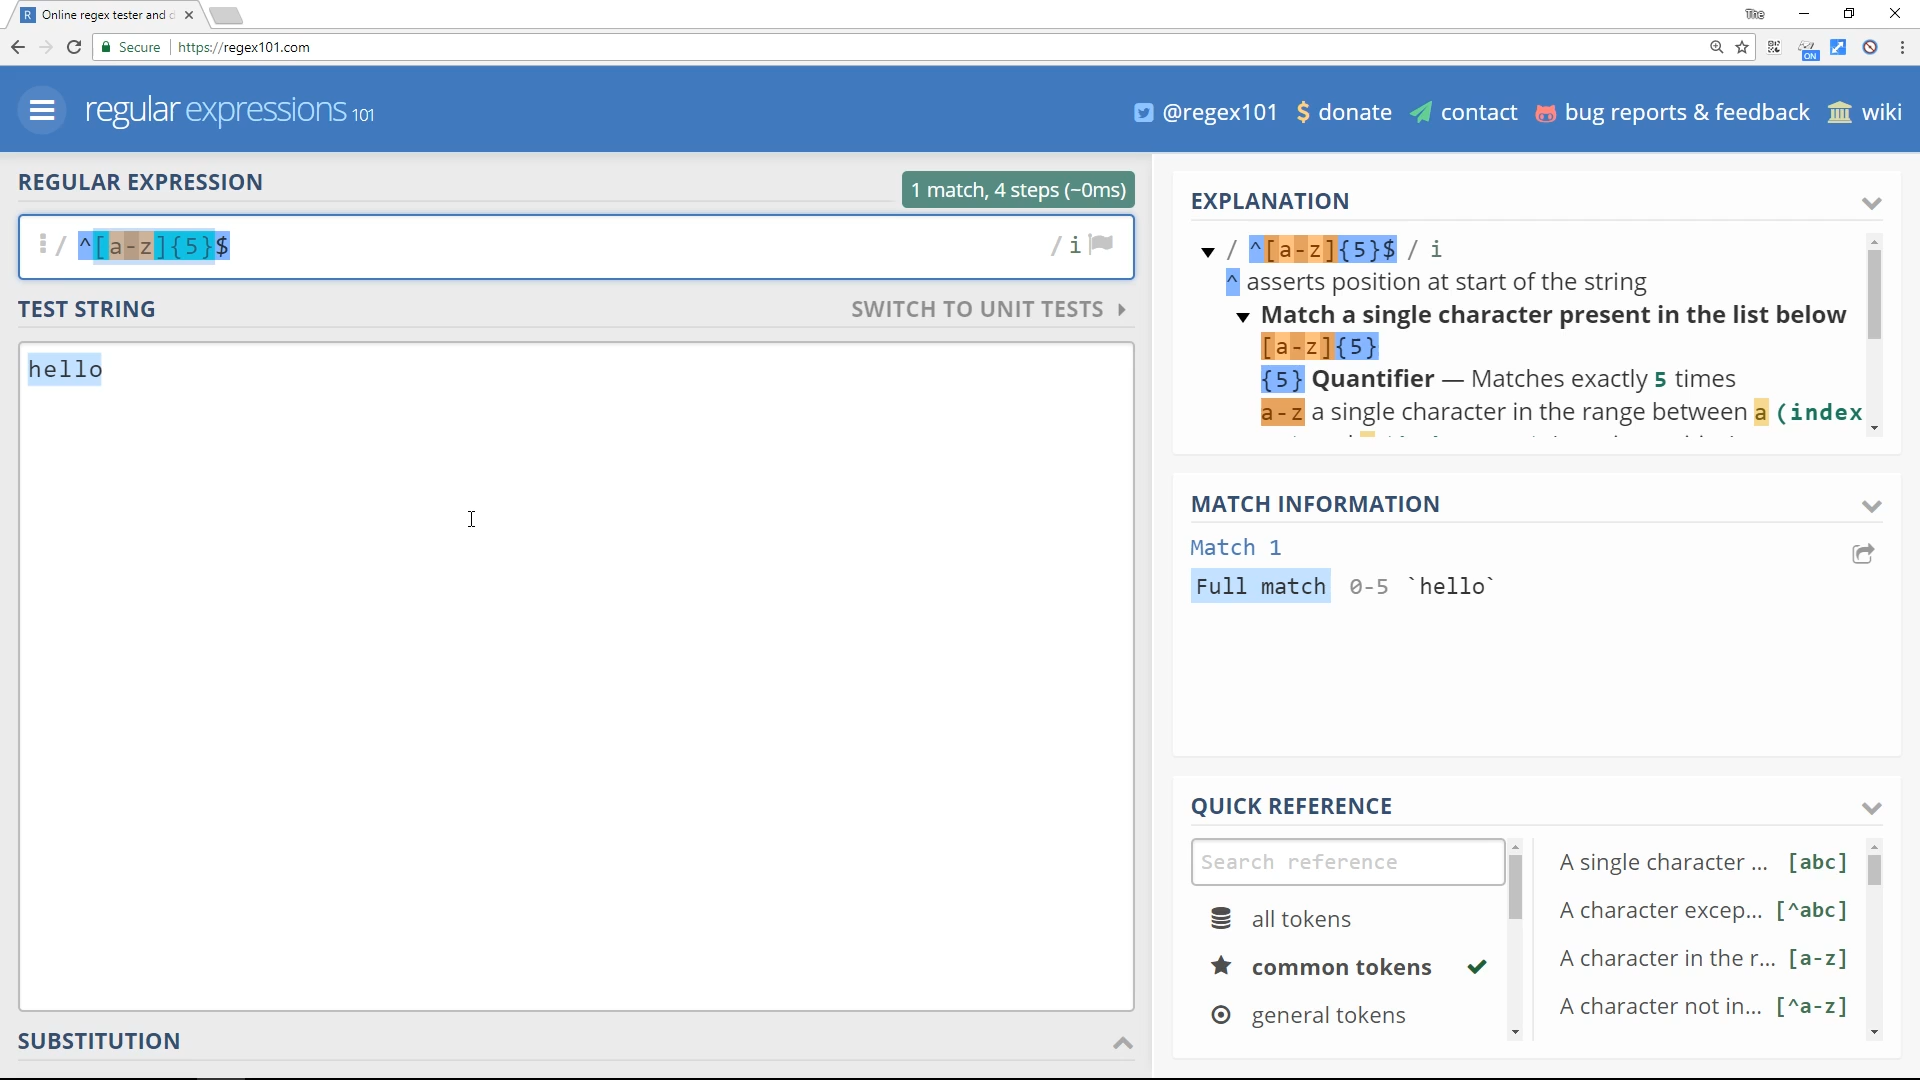 Online regex tester and d
The
Secure https://regex101.com
regular expressions 101
@regex101 $ donate contact bug reports & feedback wiki
REGULAR EXPRESSION
1 match, 4 steps (~0ms)
/ ^[a-z]{5}$ / i
TEST STRING
SWITCH TO UNIT TESTS
hello
SUBSTITUTION
EXPLANATION
/ ^[a-z]{5}$ / i
^ asserts position at start of the string
Match a single character present in the list below
[a-z]{5}
{5} Quantifier — Matches exactly 5 times
a-z a single character in the range between a (index
MATCH INFORMATION
Match 1
Full match 0-5 `hello`
QUICK REFERENCE
Search reference
all tokens
common tokens
general tokens
A single character ... [abc]
A character excep... [^abc]
A character in the r... [a-z]
A character not in... [^a-z]